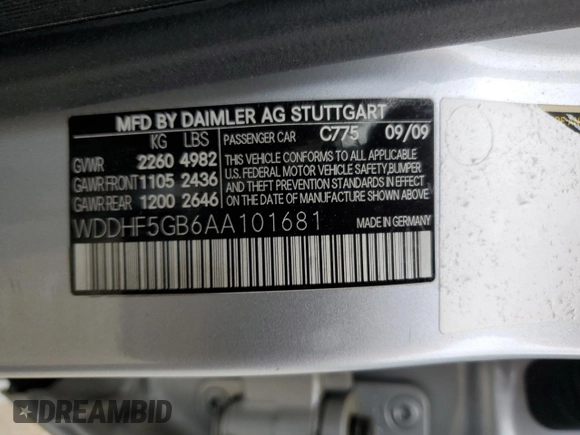 MFD BY DAIMLER AG STUTTGART
KG LBS PASSENGER CAR C775 09/09
GVWR 2260 4982
GAWR FRONT 1105 2436
GAWR REAR 1200 2646
THIS VEHICLE CONFORMS TO ALL APPLICABLE
U.S. FEDERAL MOTOR VEHICLE SAFETY, BUMPER
AND THEFT PREVENTION STANDARDS IN EFFECT
ON THE DATE OF MANUFACTURE SHOWN ABOVE.
WDDHF5GB6AA101681 MADE IN GERMANY
DREAMBID